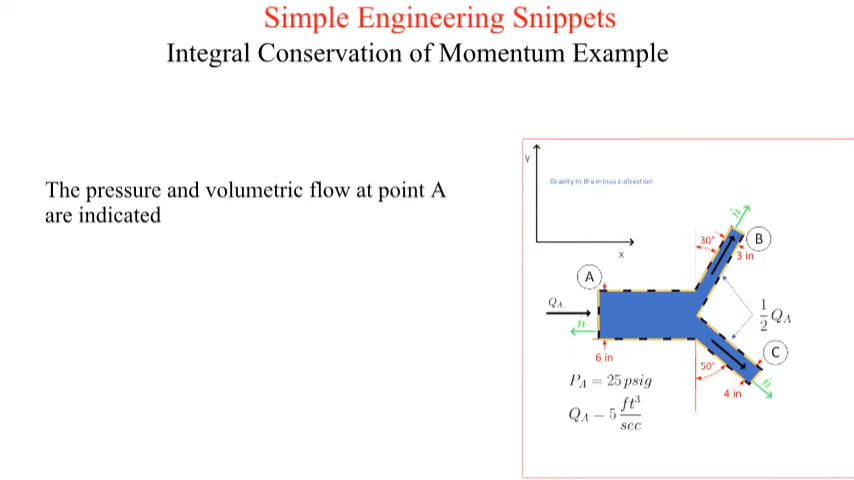 Simple Engineering Snippets
Integral Conservation of Momentum Example
The pressure and volumetric flow at point A
are indicated
y
Gravity in the minus z-direction
x
A
Q_A
n̂
6 in
30°
n̂
B
3 in
1/2 Q_A
C
50°
n̂
4 in
P_A = 25 psig
Q_A – 5 ft³/sec